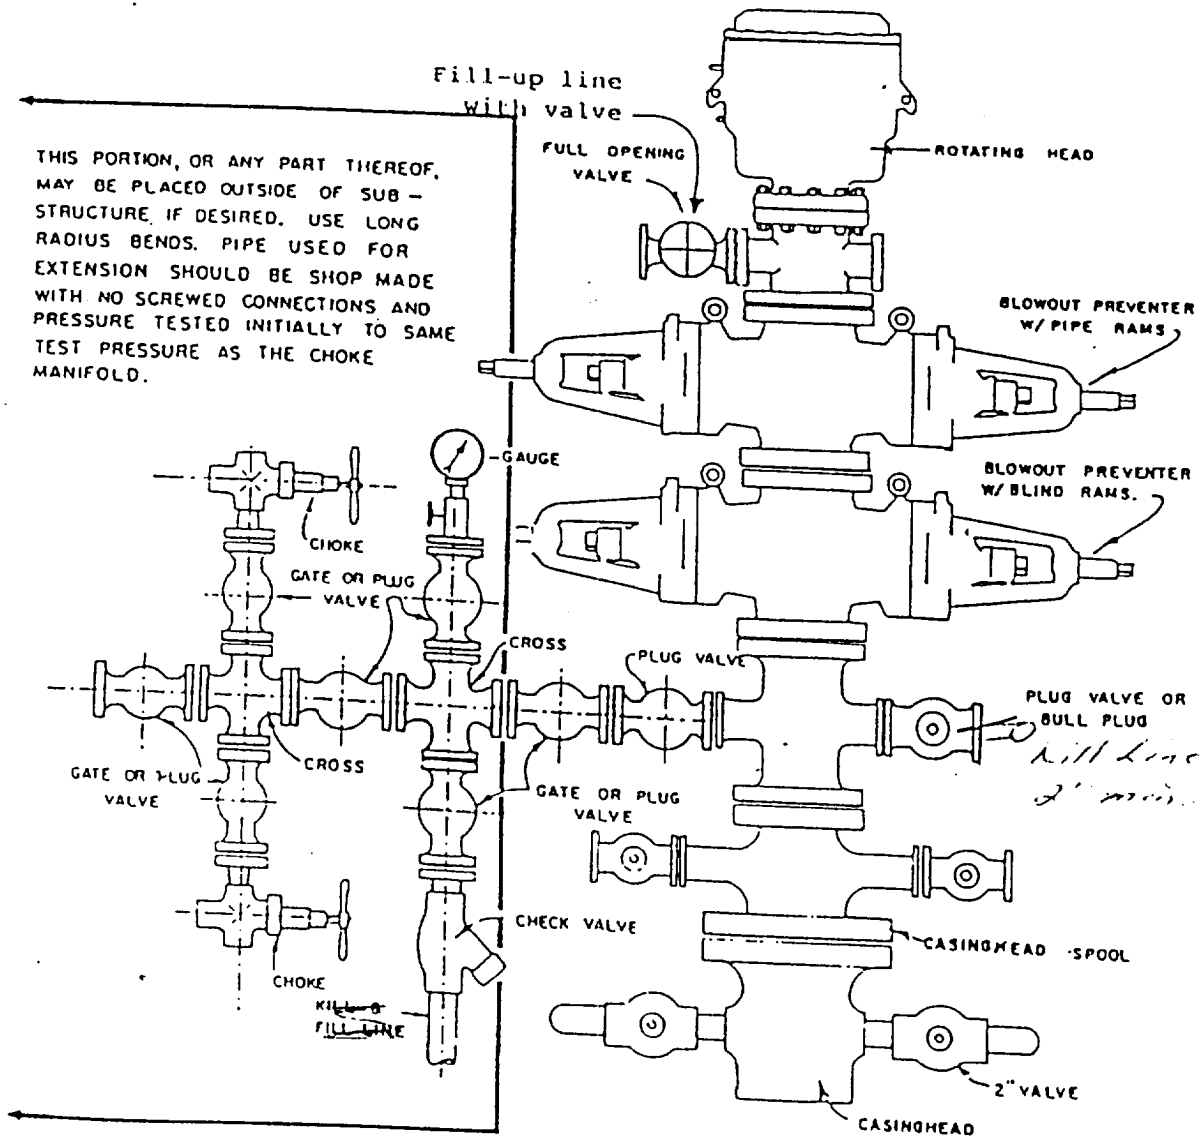 Fill-up line
with valve
FULL OPENING
VALVE
ROTATING HEAD
THIS PORTION, OR ANY PART THEREOF,
MAY BE PLACED OUTSIDE OF SUB-
STRUCTURE IF DESIRED. USE LONG
RADIUS BENDS. PIPE USED FOR
EXTENSION SHOULD BE SHOP MADE
WITH NO SCREWED CONNECTIONS AND
PRESSURE TESTED INITIALLY TO SAME
TEST PRESSURE AS THE CHOKE
MANIFOLD.
BLOWOUT PREVENTER
W/ PIPE RAMS
GAUGE
BLOWOUT PREVENTER
W/ BLIND RAMS.
CHOKE
GATE OR PLUG
VALVE
CROSS
PLUG VALVE
PLUG VALVE OR
BULL PLUG
Kill Line
2" min.
CROSS
GATE OR PLUG
VALVE
GATE OR PLUG
VALVE
CHECK VALVE
CASINGHEAD SPOOL
CHOKE
KILL &
FILL LINE
2" VALVE
CASINGHEAD